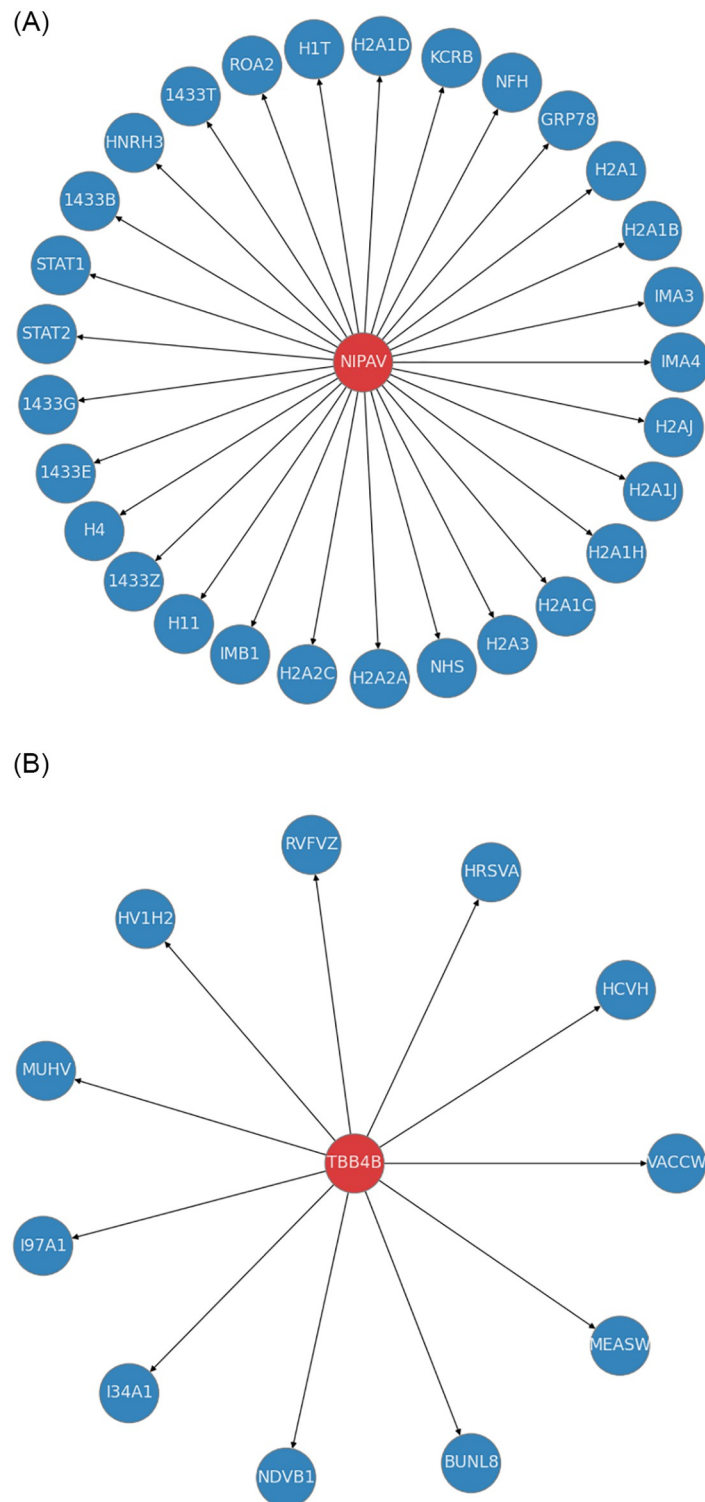 (A)
H2A1D
H1T
KCRB
ROA2
NFH
1433T
GRP78
HNRH3
H2A1
1433B
H2A1B
STAT1
IMA3
STAT2
NIPAV
IMA4
1433G
H2AJ
1433E
H2A1J
H4
H2A1H
1433Z
H2A1C
H11
H2A3
IMB1
NHS
H2A2C
H2A2A
(B)
RVFVZ
HRSVA
HV1H2
HCVH
MUHV
TBB4B
VACCW
I97A1
MEASW
I34A1
BUNL8
NDVB1